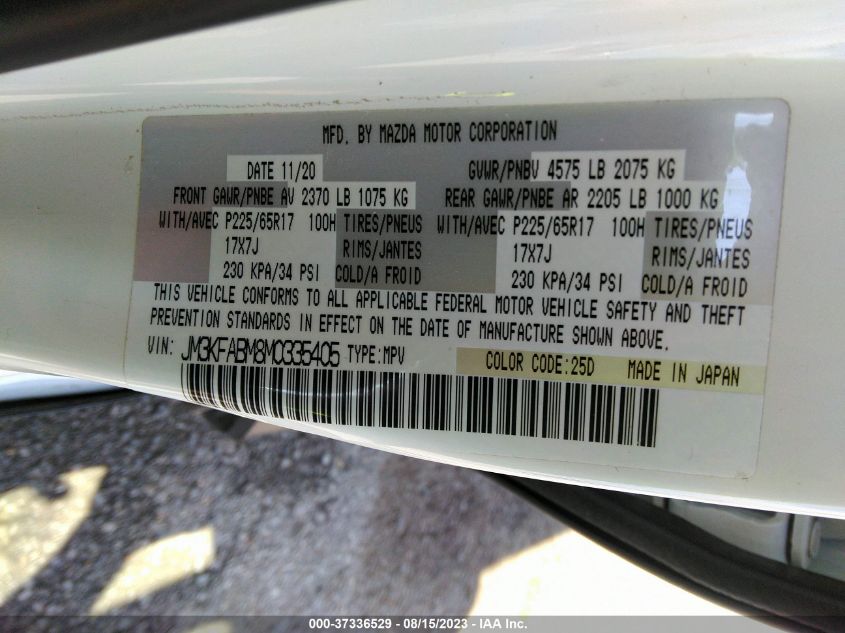 MFD. BY MAZDA MOTOR CORPORATION
DATE 11/20 GVWR/PNBV 4575 LB 2075 KG
FRONT GAWR/PNBE AV 2370 LB 1075 KG REAR GAWR/PNBE AR 2205 LB 1000 KG
WITH/AVEC P225/65R17 100H TIRES/PNEUS WITH/AVEC P225/65R17 100H TIRES/PNEUS
17X7J RIMS/JANTES 17X7J RIMS/JANTES
230 KPA/34 PSI COLD/A FROID 230 KPA/34 PSI COLD/A FROID
THIS VEHICLE CONFORMS TO ALL APPLICABLE FEDERAL MOTOR VEHICLE SAFETY AND THEFT
PREVENTION STANDARDS IN EFFECT ON THE DATE OF MANUFACTURE SHOWN ABOVE.
VIN: JM3KFABM8M0335405 TYPE:MPV COLOR CODE:25D MADE IN JAPAN
000-37336529 - 08/15/2023 - IAA Inc.